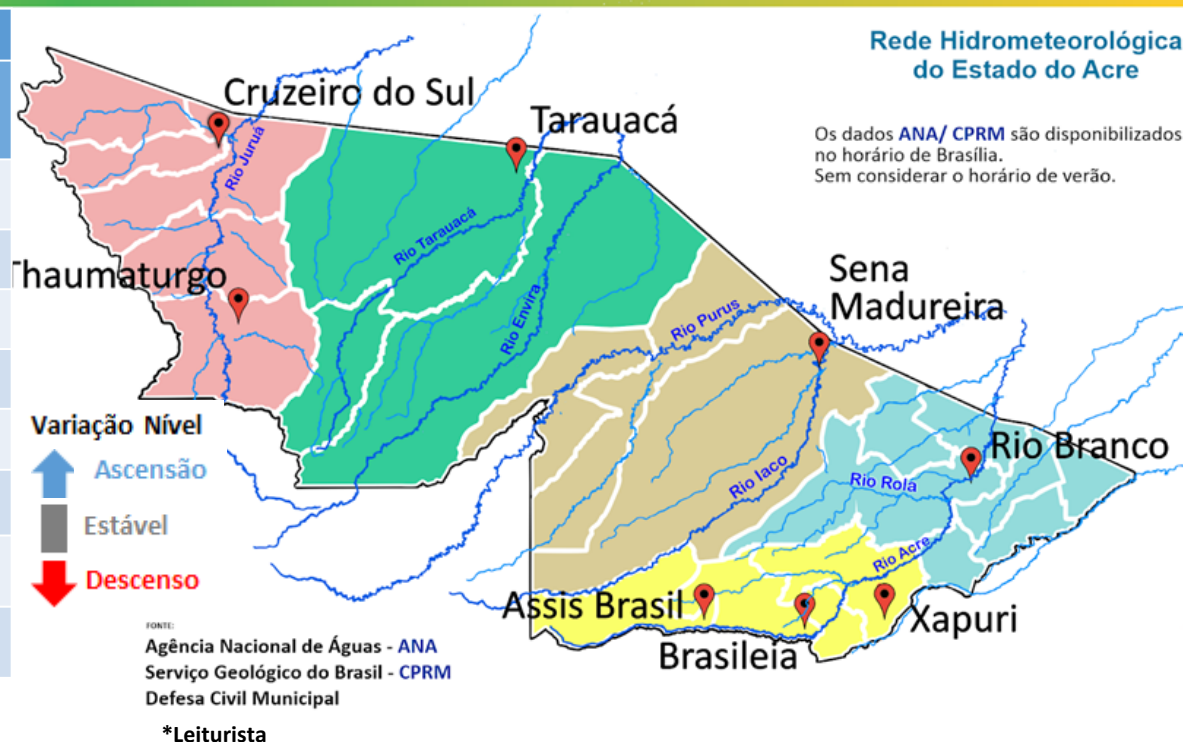 Rede Hidrometeorológica
do Estado do Acre
Os dados ANA/ CPRM são disponibilizados
no horário de Brasília.
Sem considerar o horário de verão.
Cruzeiro do Sul
Tarauacá
Rio Juruá
Rio Tarauacá
Thaumaturgo
Rio Envira
Sena
Madureira
Rio Purus
Variação Nível
Ascensão
Estável
Descenso
Rio Branco
Rio Iaco
Rio Rola
Rio Acre
Assis Brasil
Xapuri
Brasileia
FONTE:
Agência Nacional de Águas - ANA
Serviço Geológico do Brasil - CPRM
Defesa Civil Municipal
*Leiturista